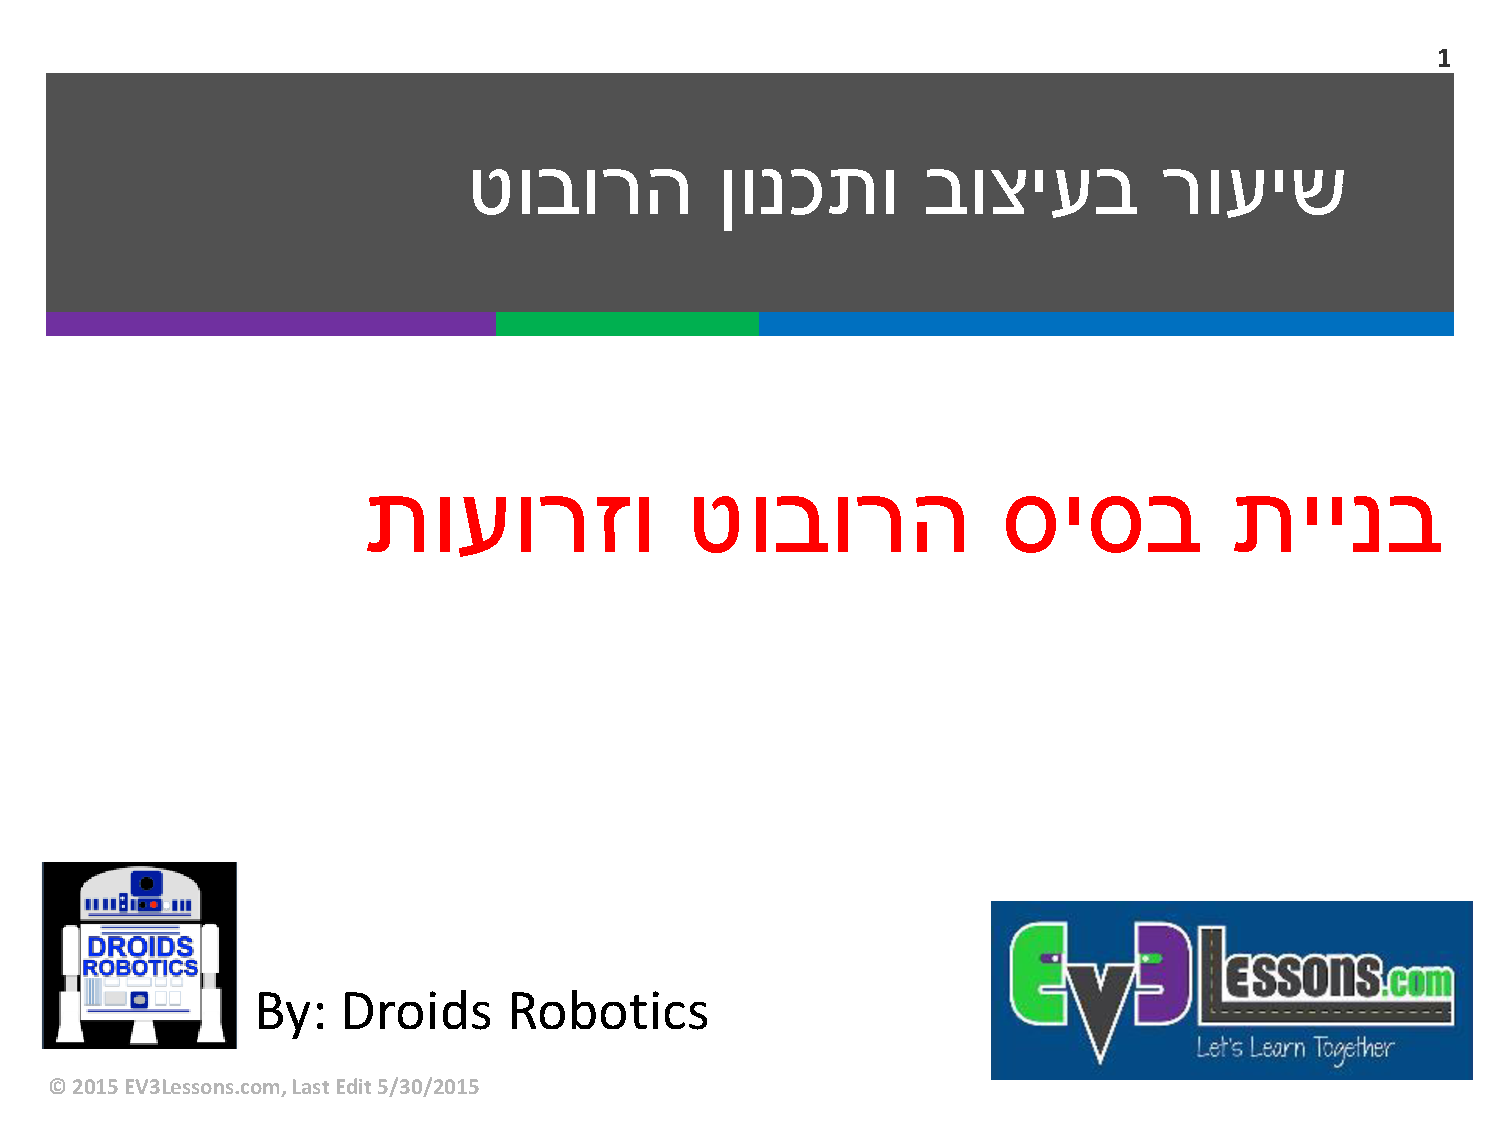 1
שיעור בעיצוב ותכנון הרובוט
בניית בסיס הרובוט וזרועות
DROIDS
ROBOTICS
By: Droids Robotics
EV3Lessons.com
Let's Learn Together
© 2015 EV3Lessons.com, Last Edit 5/30/2015